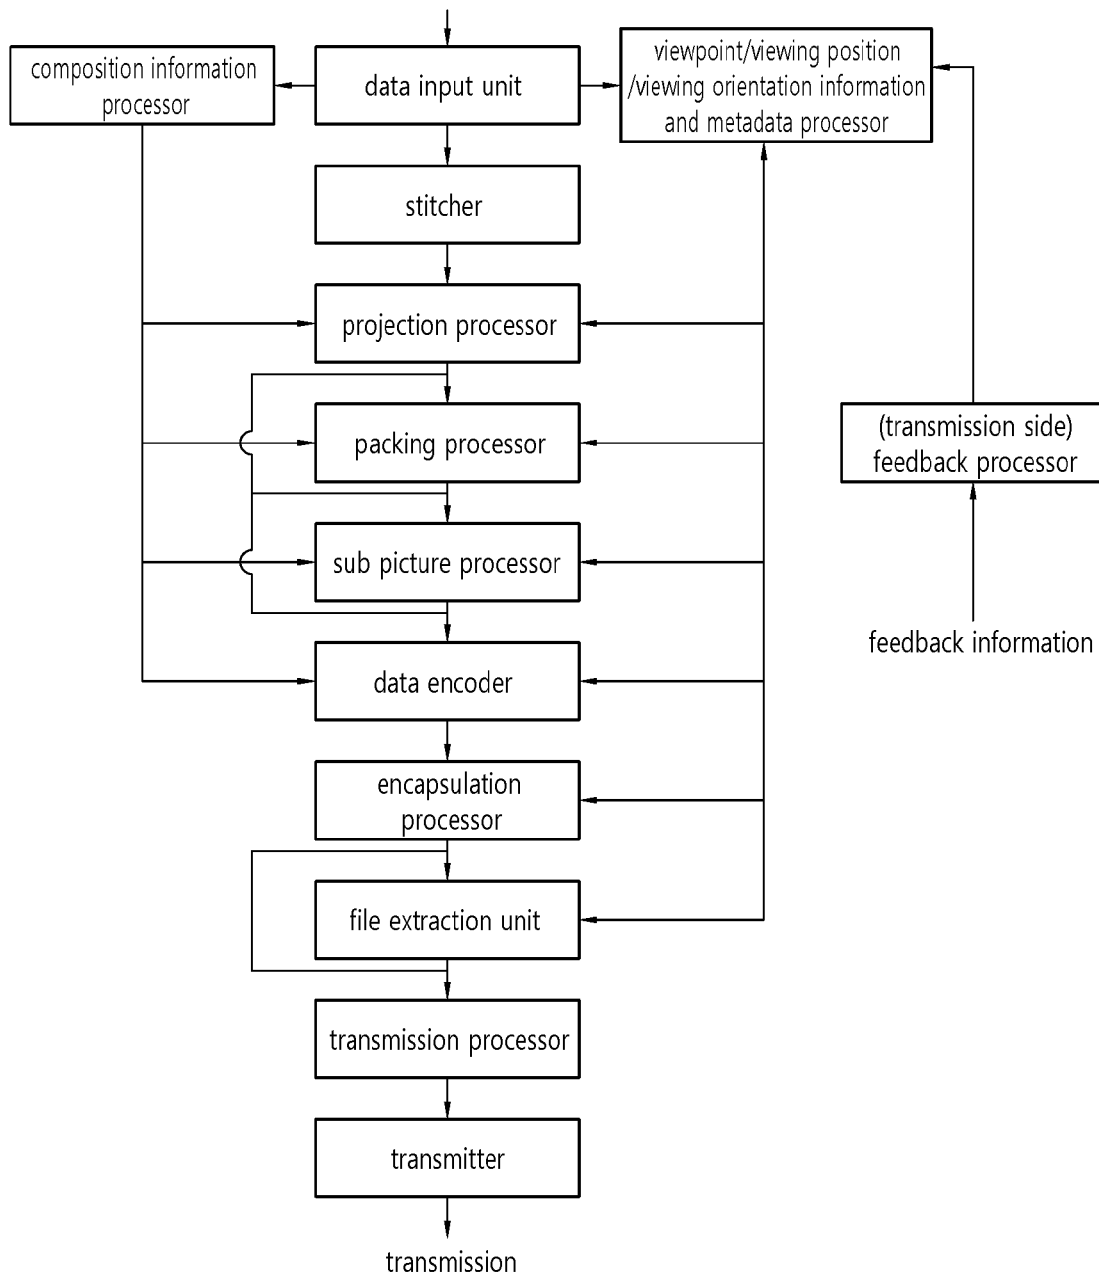 composition information
processor
data input unit
viewpoint/viewing position
/viewing orientation information
and metadata processor
stitcher
projection processor
packing processor
(transmission side)
feedback processor
sub picture processor
feedback information
data encoder
encapsulation
processor
file extraction unit
transmission processor
transmitter
transmission